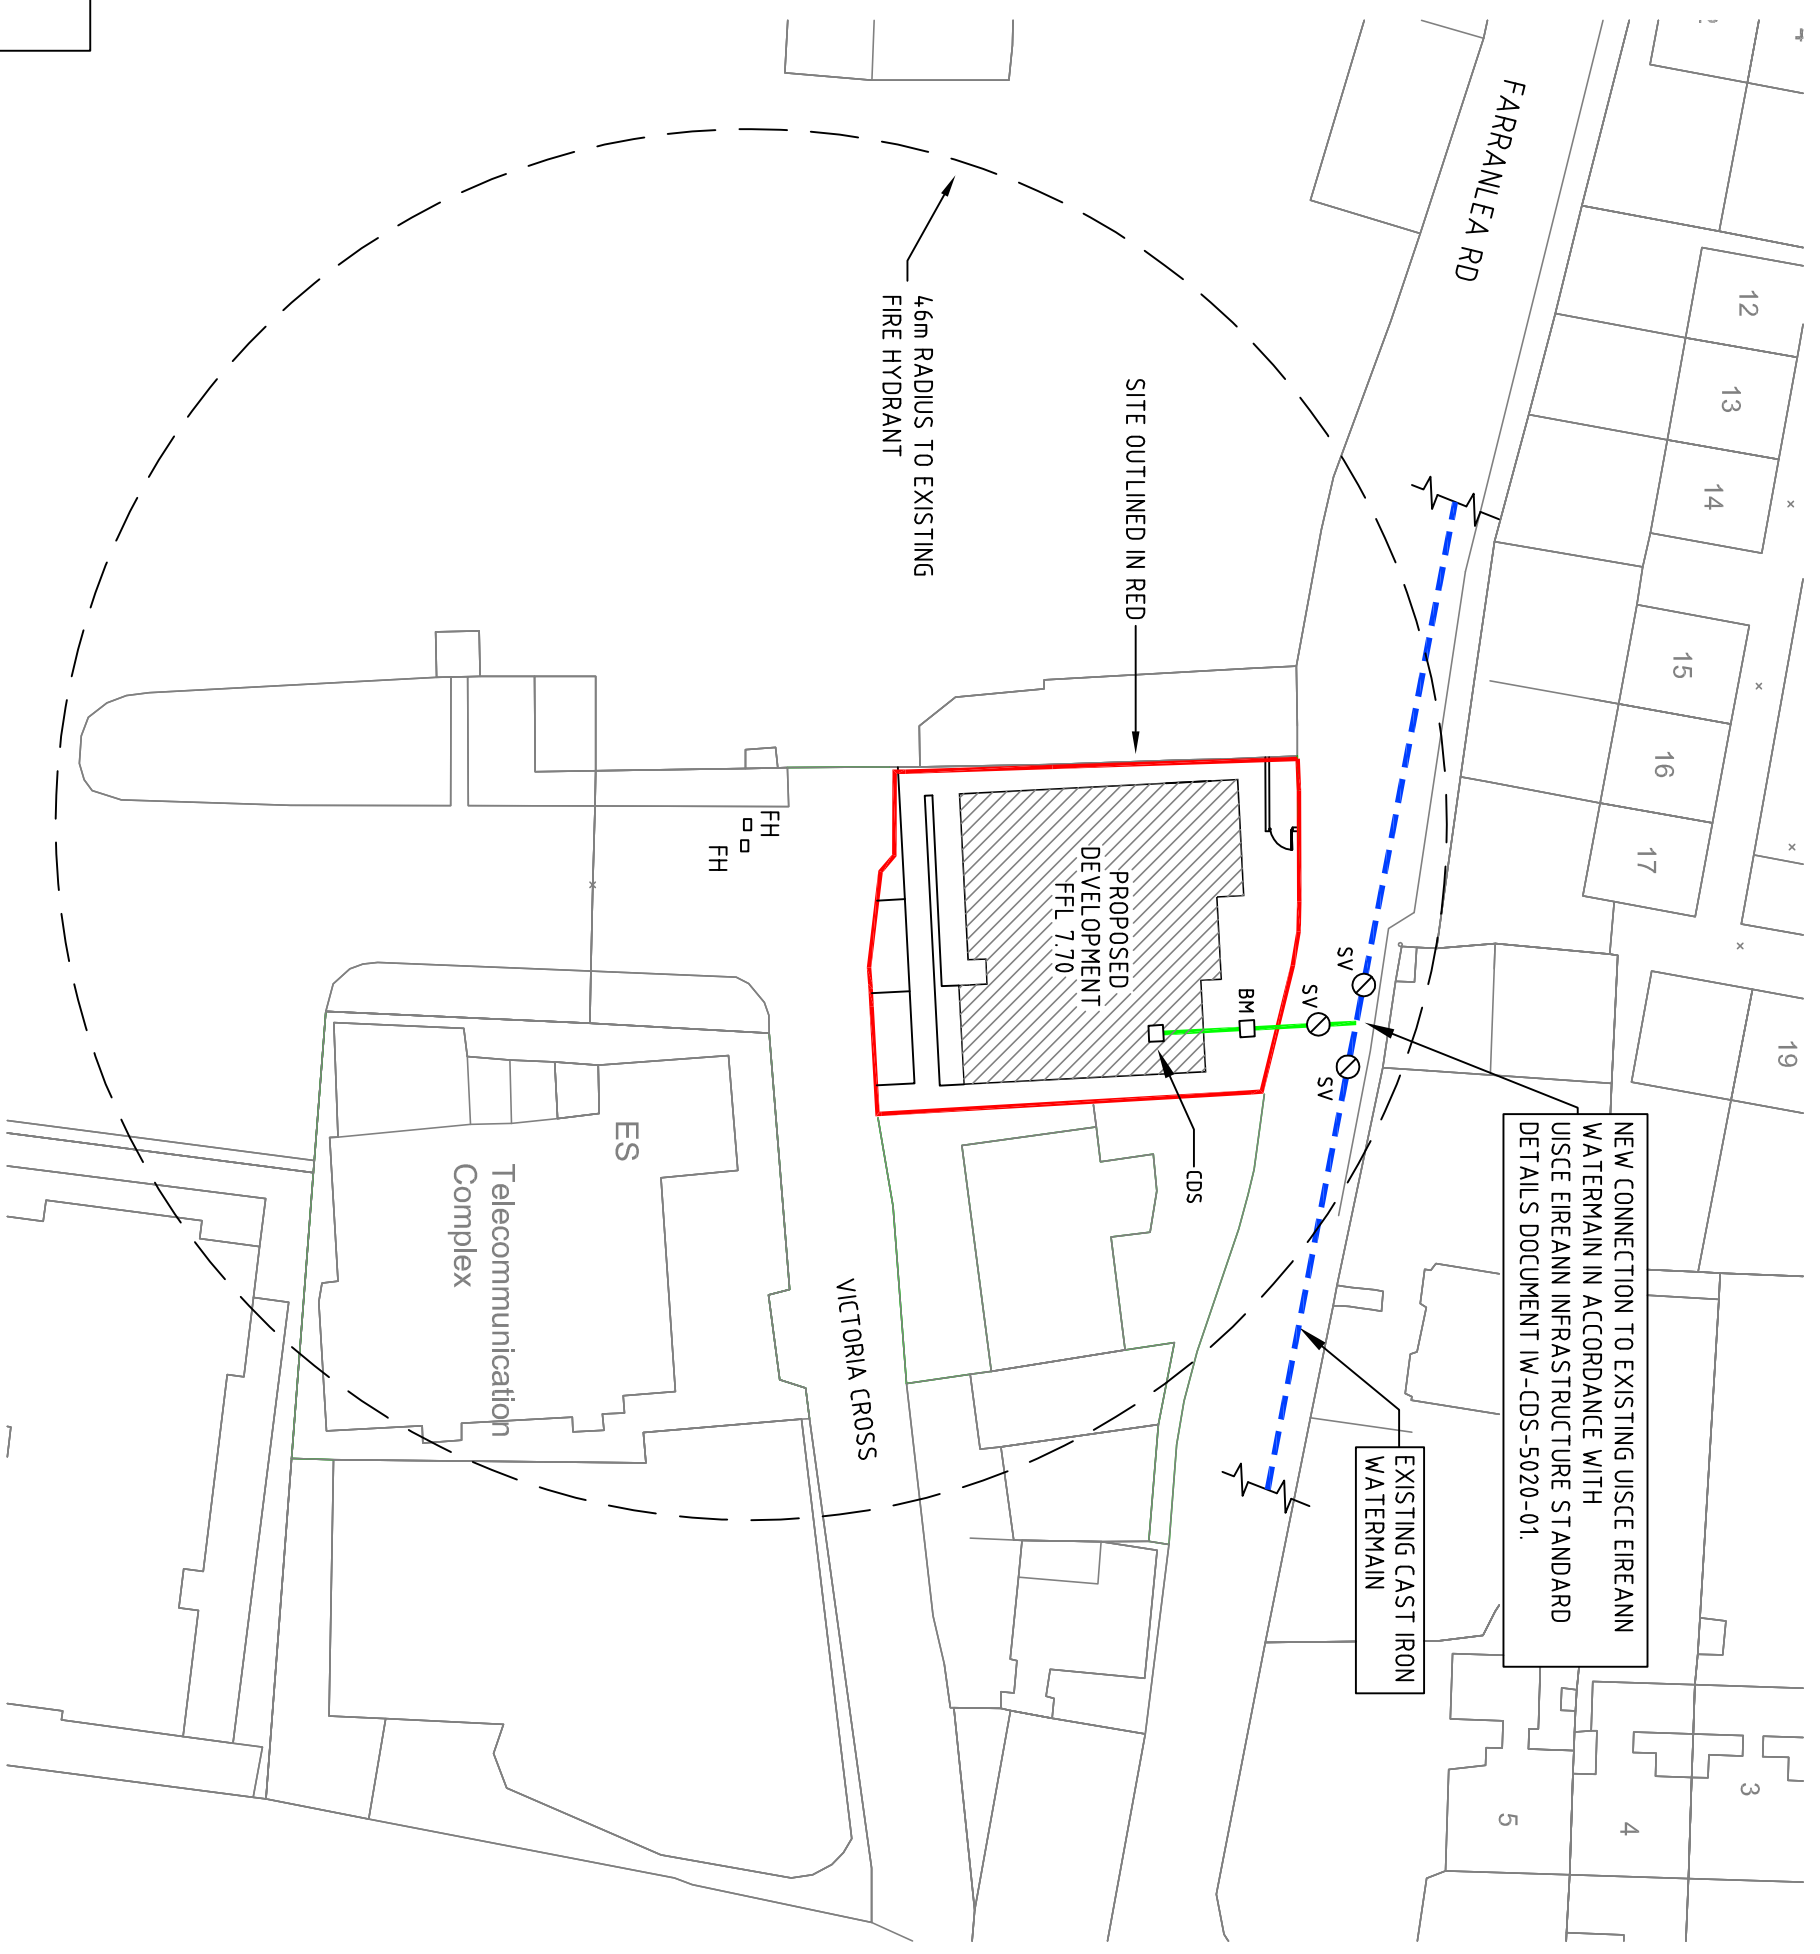 FARRANLEA RD
12
13
14
15
16
17
19
NEW CONNECTION TO EXISTING UISCE EIREANN
WATERMAIN IN ACCORDANCE WITH
UISCE EIREANN INFRASTRUCTURE STANDARD
DETAILS DOCUMENT IW-CDS-5020-01.
EXISTING CAST IRON
WATERMAIN
3
4
5
SITE OUTLINED IN RED
46m RADIUS TO EXISTING
FIRE HYDRANT
SV
SV
SV
BM
CDS
PROPOSED
DEVELOPMENT
FFL 7.70
FH
FH
VICTORIA CROSS
ES
Telecommunication
Complex